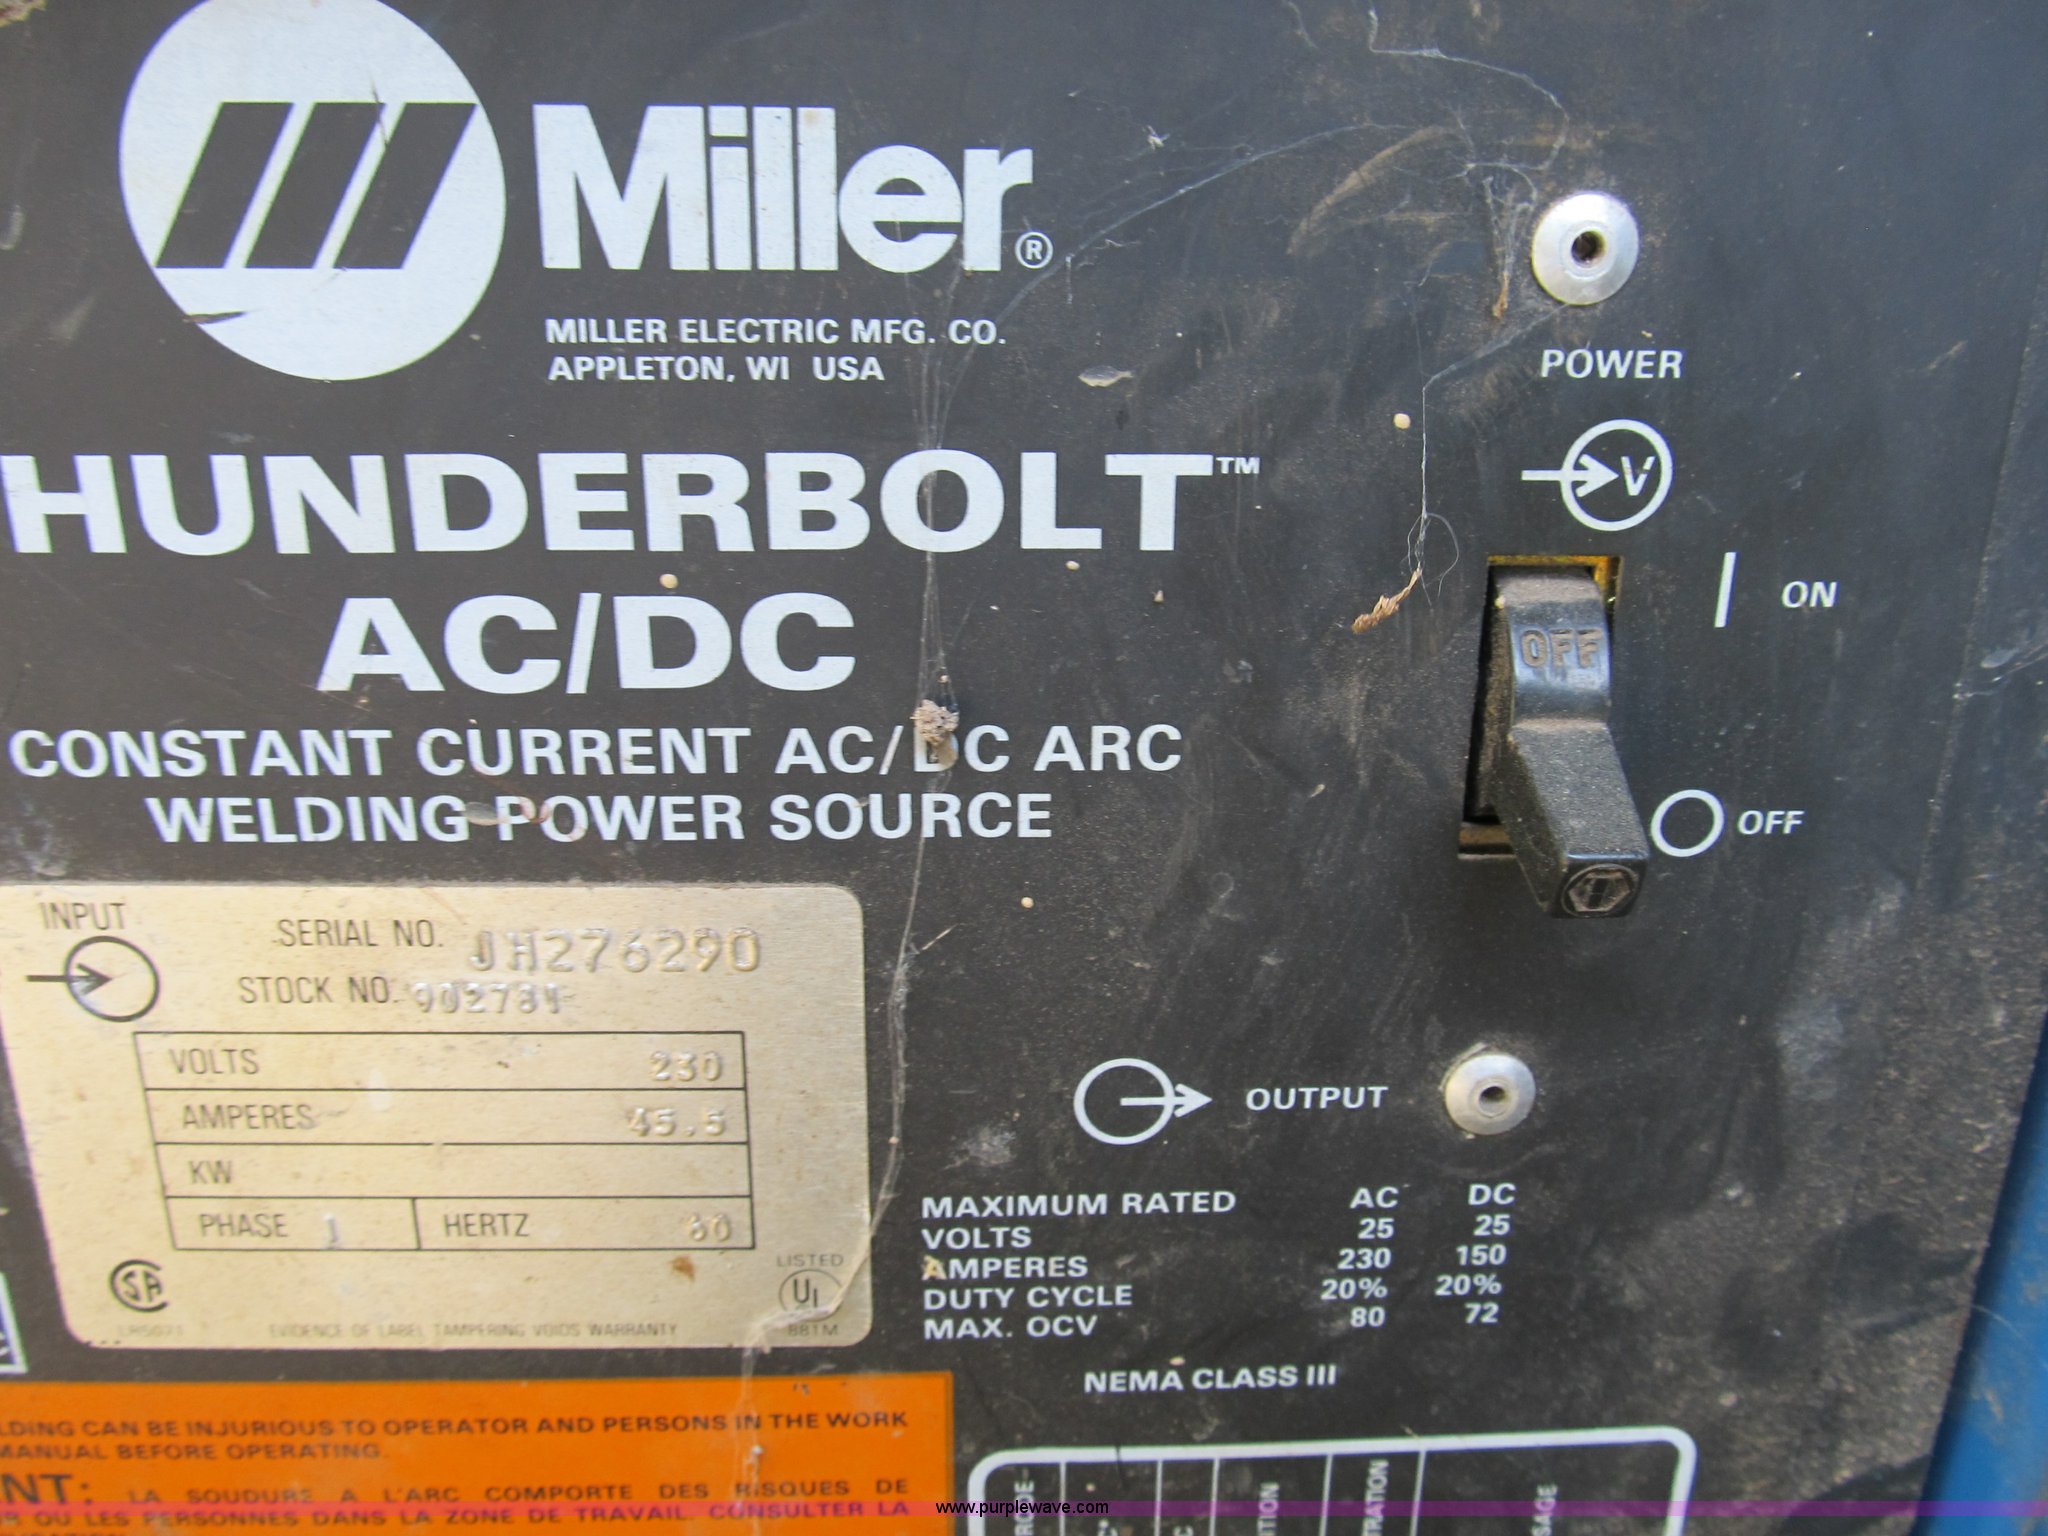 Miller®
MILLER ELECTRIC MFG. CO.
APPLETON, WI USA
HUNDERBOLT™
AC/DC
CONSTANT CURRENT AC/DC ARC
WELDING POWER SOURCE
POWER
V
ON
OFF
OFF
INPUT
SERIAL NO. JH276290
STOCK NO. 902781
VOLTS 230
AMPERES 45.5
KW
PHASE 1 HERTZ 60
LISTED
UL
881M
SA
EVIDENCE OF LABEL TAMPERING VOIDS WARRANTY
OUTPUT
MAXIMUM RATED AC DC
VOLTS 25 25
AMPERES 230 150
DUTY CYCLE 20% 20%
MAX. OCV 80 72
NEMA CLASS III
LDING CAN BE INJURIOUS TO OPERATOR AND PERSONS IN THE WORK
MANUAL BEFORE OPERATING.
NT: LA SOUDURE A L'ARC COMPORTE DES RISQUES DE
R OU LES PERSONNES DANS LA ZONE DE TRAVAIL. CONSULTER LA
www.purplewave.com